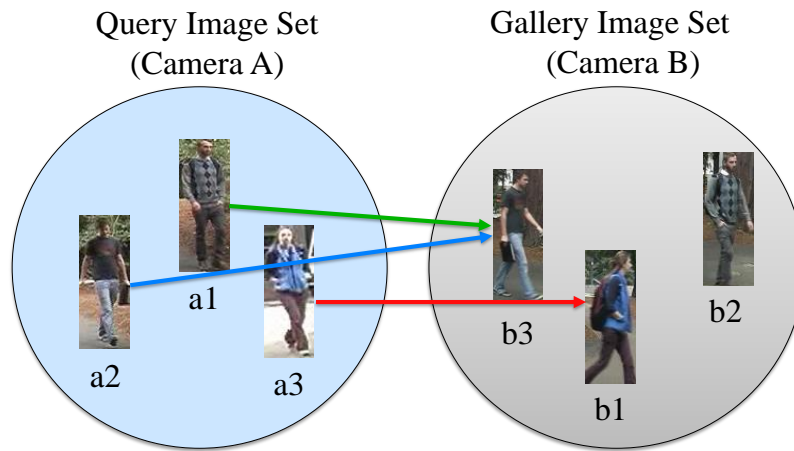 Query Image Set
(Camera A)
Gallery Image Set
(Camera B)
a1
a2
a3
b3
b2
b1